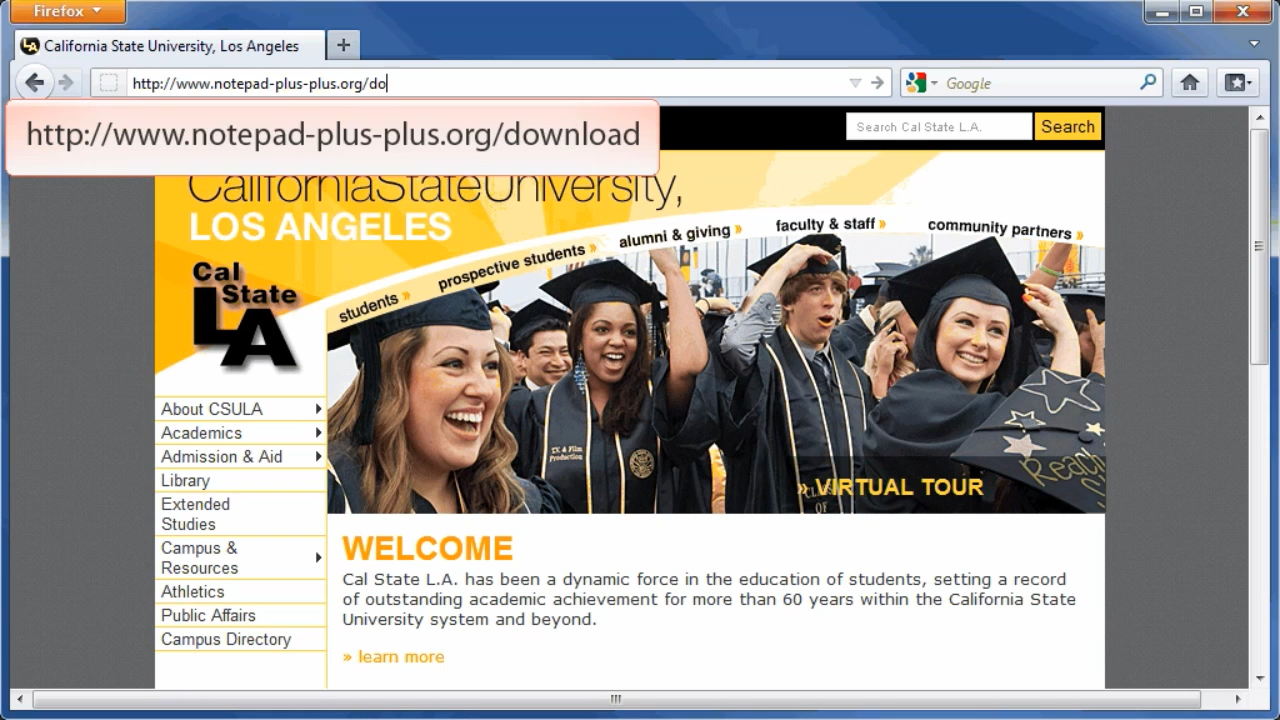 Firefox
California State University, Los Angeles
http://www.notepad-plus-plus.org/do
Google
http://www.notepad-plus-plus.org/download
Search Cal State L.A.
Search
CaliforniaStateUniversity,
LOS ANGELES
students »
prospective students »
alumni & giving »
faculty & staff »
community partners »
Cal
State
LA
TV & Film
Production
Reach
» VIRTUAL TOUR
About CSULA
Academics
Admission & Aid
Library
Extended
Studies
Campus &
Resources
Athletics
Public Affairs
Campus Directory
WELCOME
Cal State L.A. has been a dynamic force in the education of students, setting a record
of outstanding academic achievement for more than 60 years within the California State
University system and beyond.
» learn more